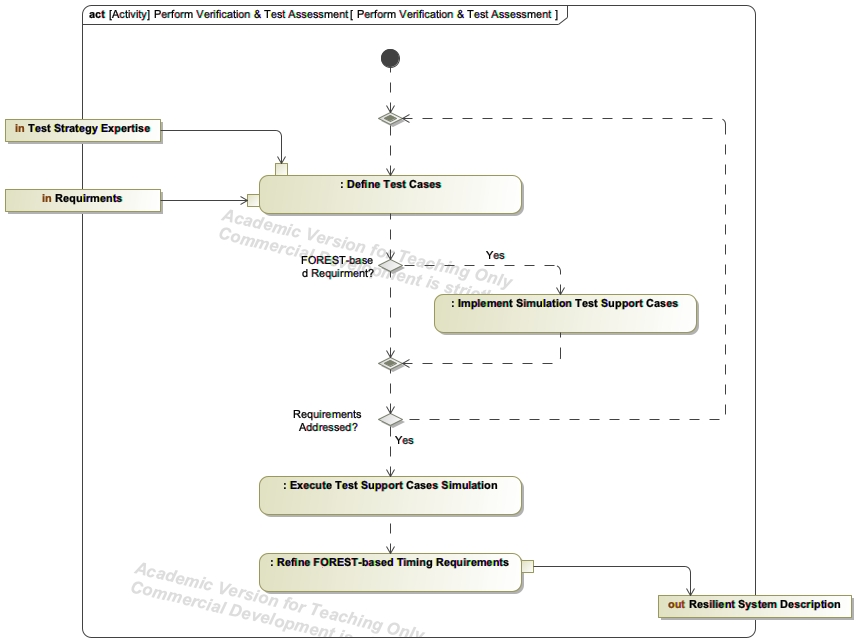 act [Activity] Perform Verification & Test Assessment[ Perform Verification & Test Assessment ]
in Test Strategy Expertise
: Define Test Cases
in Requirments
Academic Version for Teaching Only
Commercial Development is strictl
FOREST-base
d Requirment?
Yes
: Implement Simulation Test Support Cases
Requirements
Addressed?
Yes
: Execute Test Support Cases Simulation
: Refine FOREST-based Timing Requirements
Academic Version for Teaching Only
Commercial Development is
out Resilient System Description